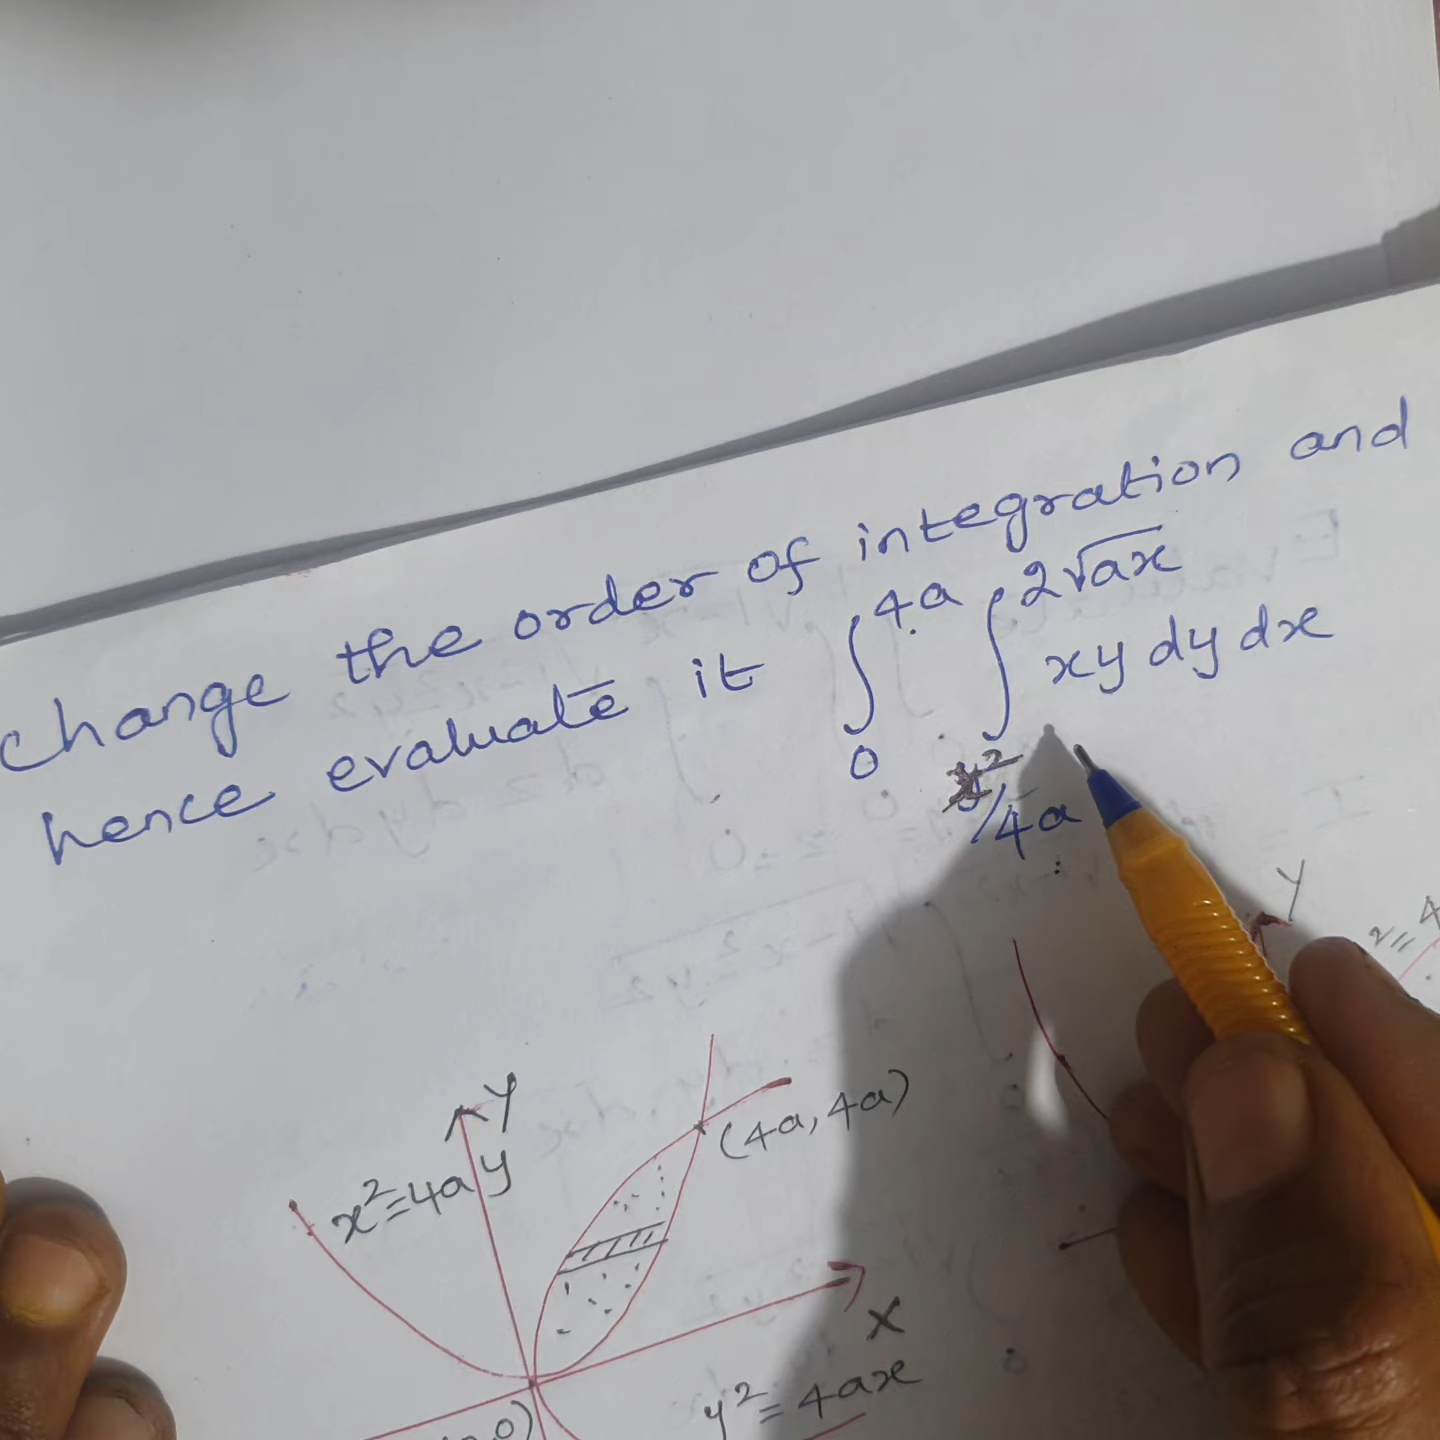 Change the order of integration and
hence evaluate it ∫₀^4a ∫_x²/4a^2√ax xy dy dx
Y
x²=4ay
(4a, 4a)
X
y²=4ax
Y